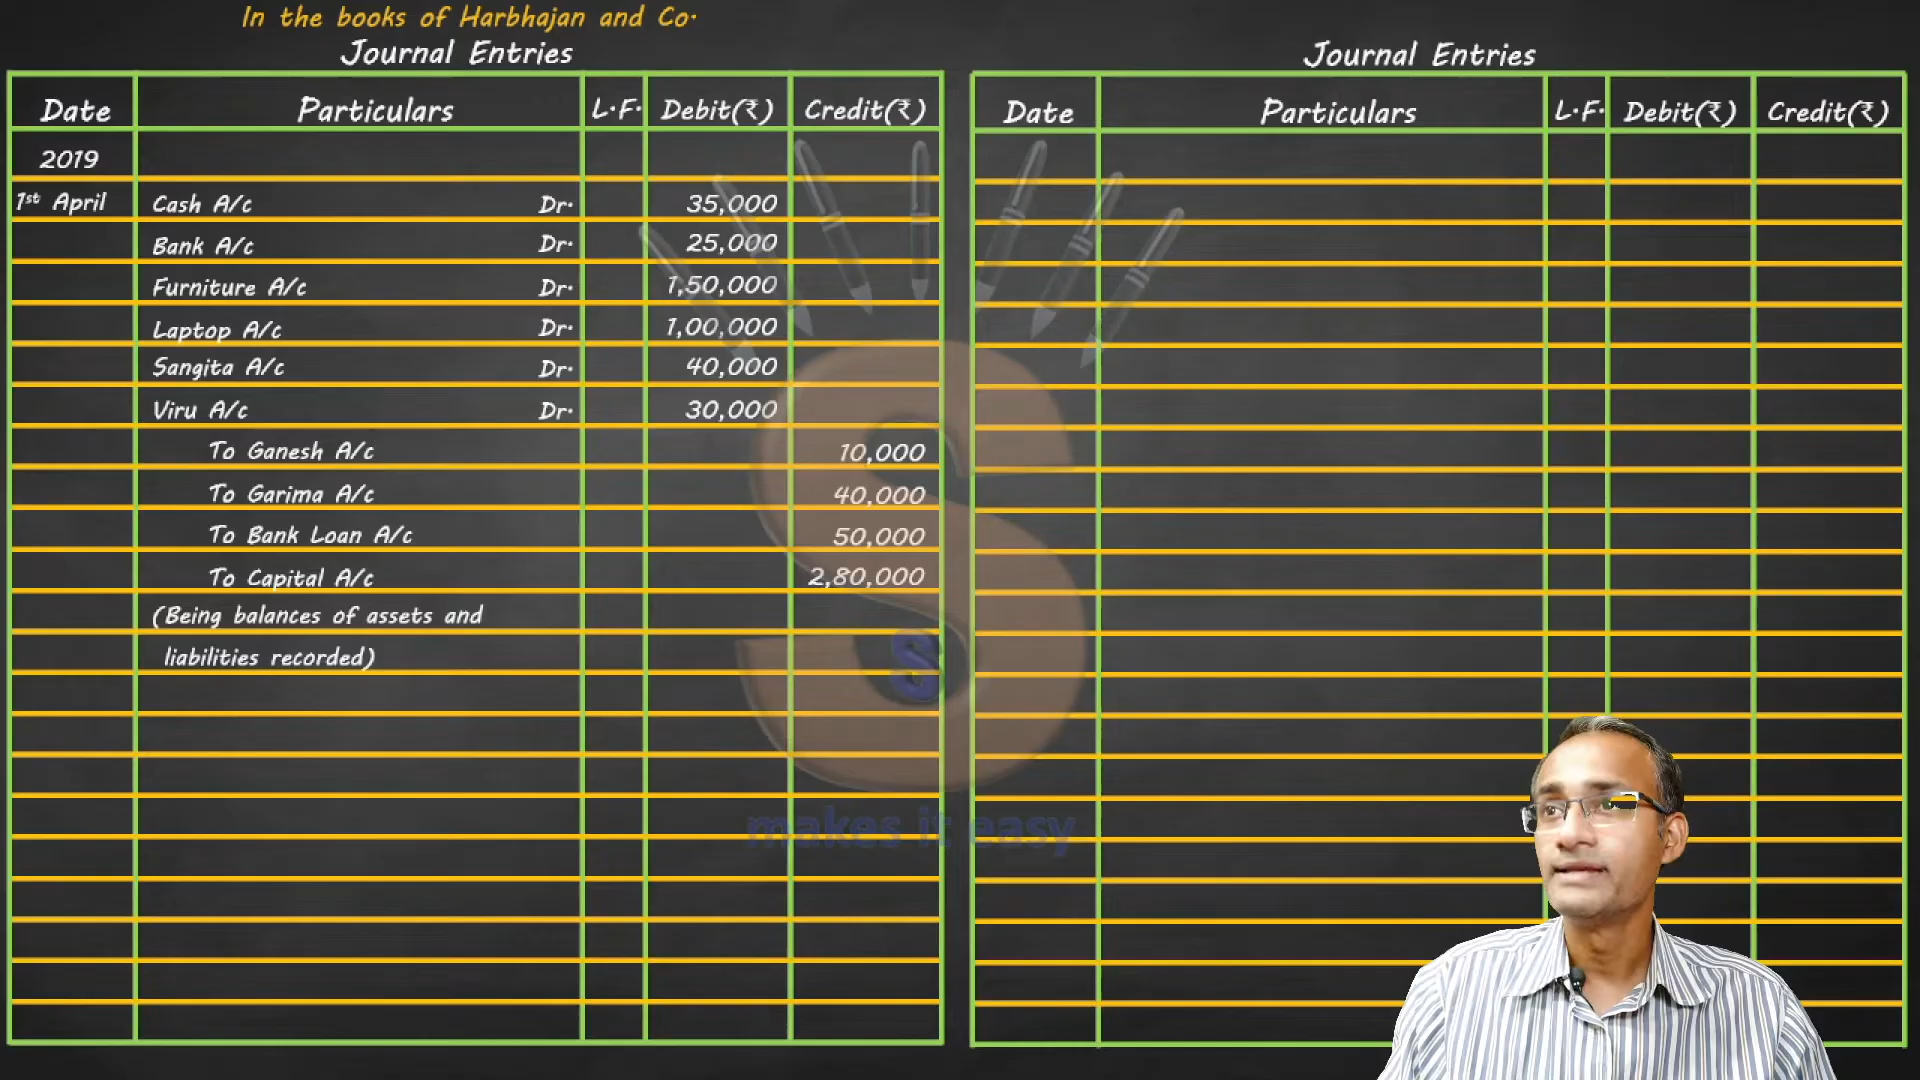 In the books of Harbhajan and Co.
Journal Entries
Date Particulars L.F. Debit(₹) Credit(₹)
2019
1st April Cash A/c Dr. 35,000
Bank A/c Dr. 25,000
Furniture A/c Dr. 1,50,000
Laptop A/c Dr. 1,00,000
Sangita A/c Dr. 40,000
Viru A/c Dr. 30,000
To Ganesh A/c 10,000
To Garima A/c 40,000
To Bank Loan A/c 50,000
To Capital A/c 2,80,000
(Being balances of assets and
liabilities recorded)
Journal Entries
Date Particulars L.F. Debit(₹) Credit(₹)
S
S
makes it easy